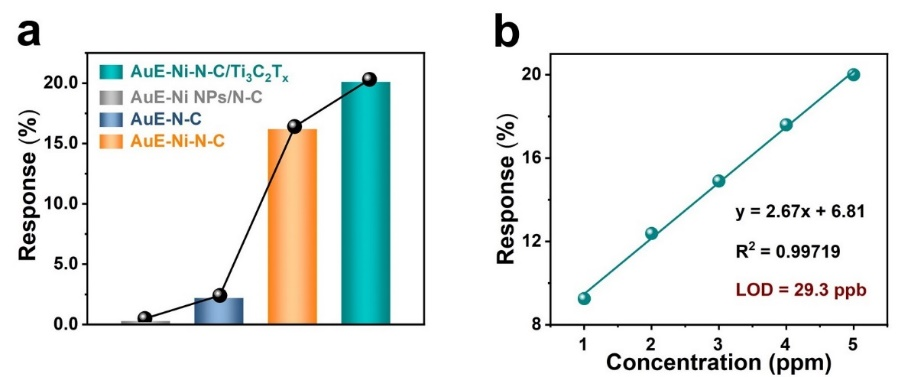 a
Response (%)
20.0
15.0
10.0
5.0
0.0
AuE-Ni-N-C/Ti₃C₂Tₓ
AuE-Ni NPs/N-C
AuE-N-C
AuE-Ni-N-C
b
Response (%)
20
16
12
8
y = 2.67x + 6.81
R² = 0.99719
LOD = 29.3 ppb
1 2 3 4 5
Concentration (ppm)